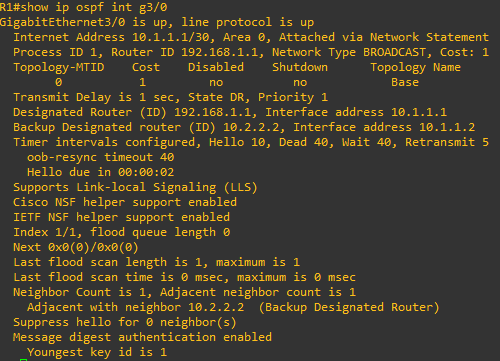 R1#show ip ospf int g3/0
GigabitEthernet3/0 is up, line protocol is up
Internet Address 10.1.1.1/30, Area 0, Attached via Network Statement
Process ID 1, Router ID 192.168.1.1, Network Type BROADCAST, Cost: 1
Topology-MTID Cost Disabled Shutdown Topology Name
0 1 no no Base
Transmit Delay is 1 sec, State DR, Priority 1
Designated Router (ID) 192.168.1.1, Interface address 10.1.1.1
Backup Designated router (ID) 10.2.2.2, Interface address 10.1.1.2
Timer intervals configured, Hello 10, Dead 40, Wait 40, Retransmit 5
oob-resync timeout 40
Hello due in 00:00:02
Supports Link-local Signaling (LLS)
Cisco NSF helper support enabled
IETF NSF helper support enabled
Index 1/1, flood queue length 0
Next 0x0(0)/0x0(0)
Last flood scan length is 1, maximum is 1
Last flood scan time is 0 msec, maximum is 0 msec
Neighbor Count is 1, Adjacent neighbor count is 1
Adjacent with neighbor 10.2.2.2 (Backup Designated Router)
Suppress hello for 0 neighbor(s)
Message digest authentication enabled
Youngest key id is 1